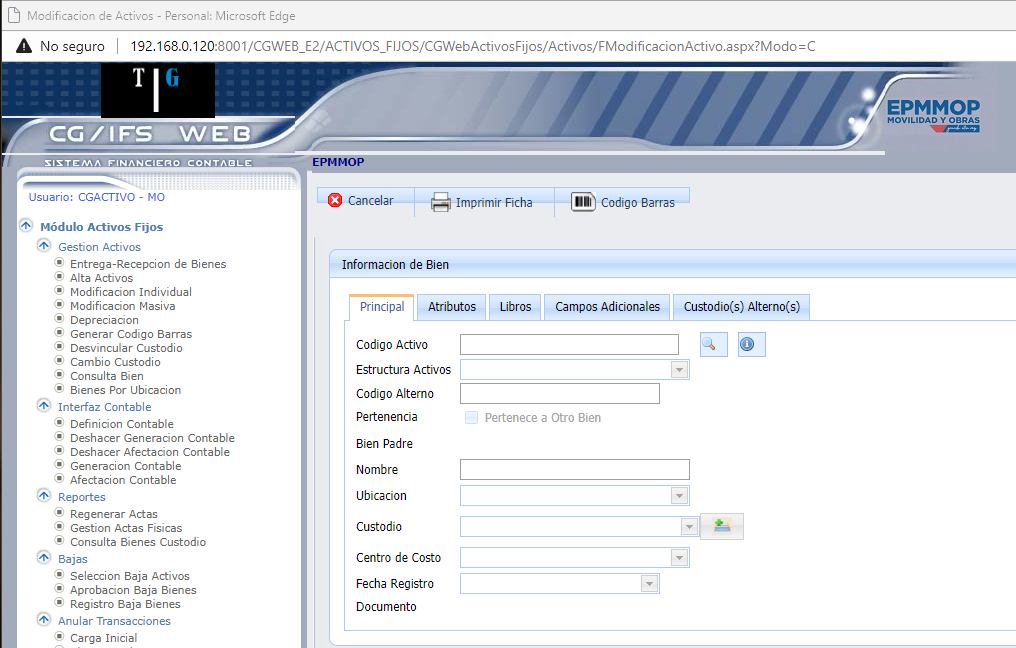 Modificacion de Activos - Personal: Microsoft Edge
No seguro 192.168.0.120:8001/CGWEB_E2/ACTIVOS_FIJOS/CGWebActivosFijos/Activos/FModificacionActivo.aspx?Modo=C
T G
CG/IFS WEB
SISTEMA FINANCIERO CONTABLE
EPMMOP
MOVILIDAD Y OBRAS
EPMMOP
Usuario: CGACTIVO - MO
Módulo Activos Fijos
Gestion Activos
Entrega-Recepcion de Bienes
Alta Activos
Modificacion Individual
Modificacion Masiva
Depreciacion
Generar Codigo Barras
Desvincular Custodio
Cambio Custodio
Consulta Bien
Bienes Por Ubicacion
Interfaz Contable
Definicion Contable
Deshacer Generacion Contable
Deshacer Afectacion Contable
Generacion Contable
Afectacion Contable
Reportes
Regenerar Actas
Gestion Actas Fisicas
Consulta Bienes Custodio
Bajas
Seleccion Baja Activos
Aprobacion Baja Bienes
Registro Baja Bienes
Anular Transacciones
Carga Inicial
Cancelar Imprimir Ficha Codigo Barras
Informacion de Bien
Principal Atributos Libros Campos Adicionales Custodio(s) Alterno(s)
Codigo Activo
Estructura Activos
Codigo Alterno
Pertenencia Pertenece a Otro Bien
Bien Padre
Nombre
Ubicacion
Custodio
Centro de Costo
Fecha Registro
Documento